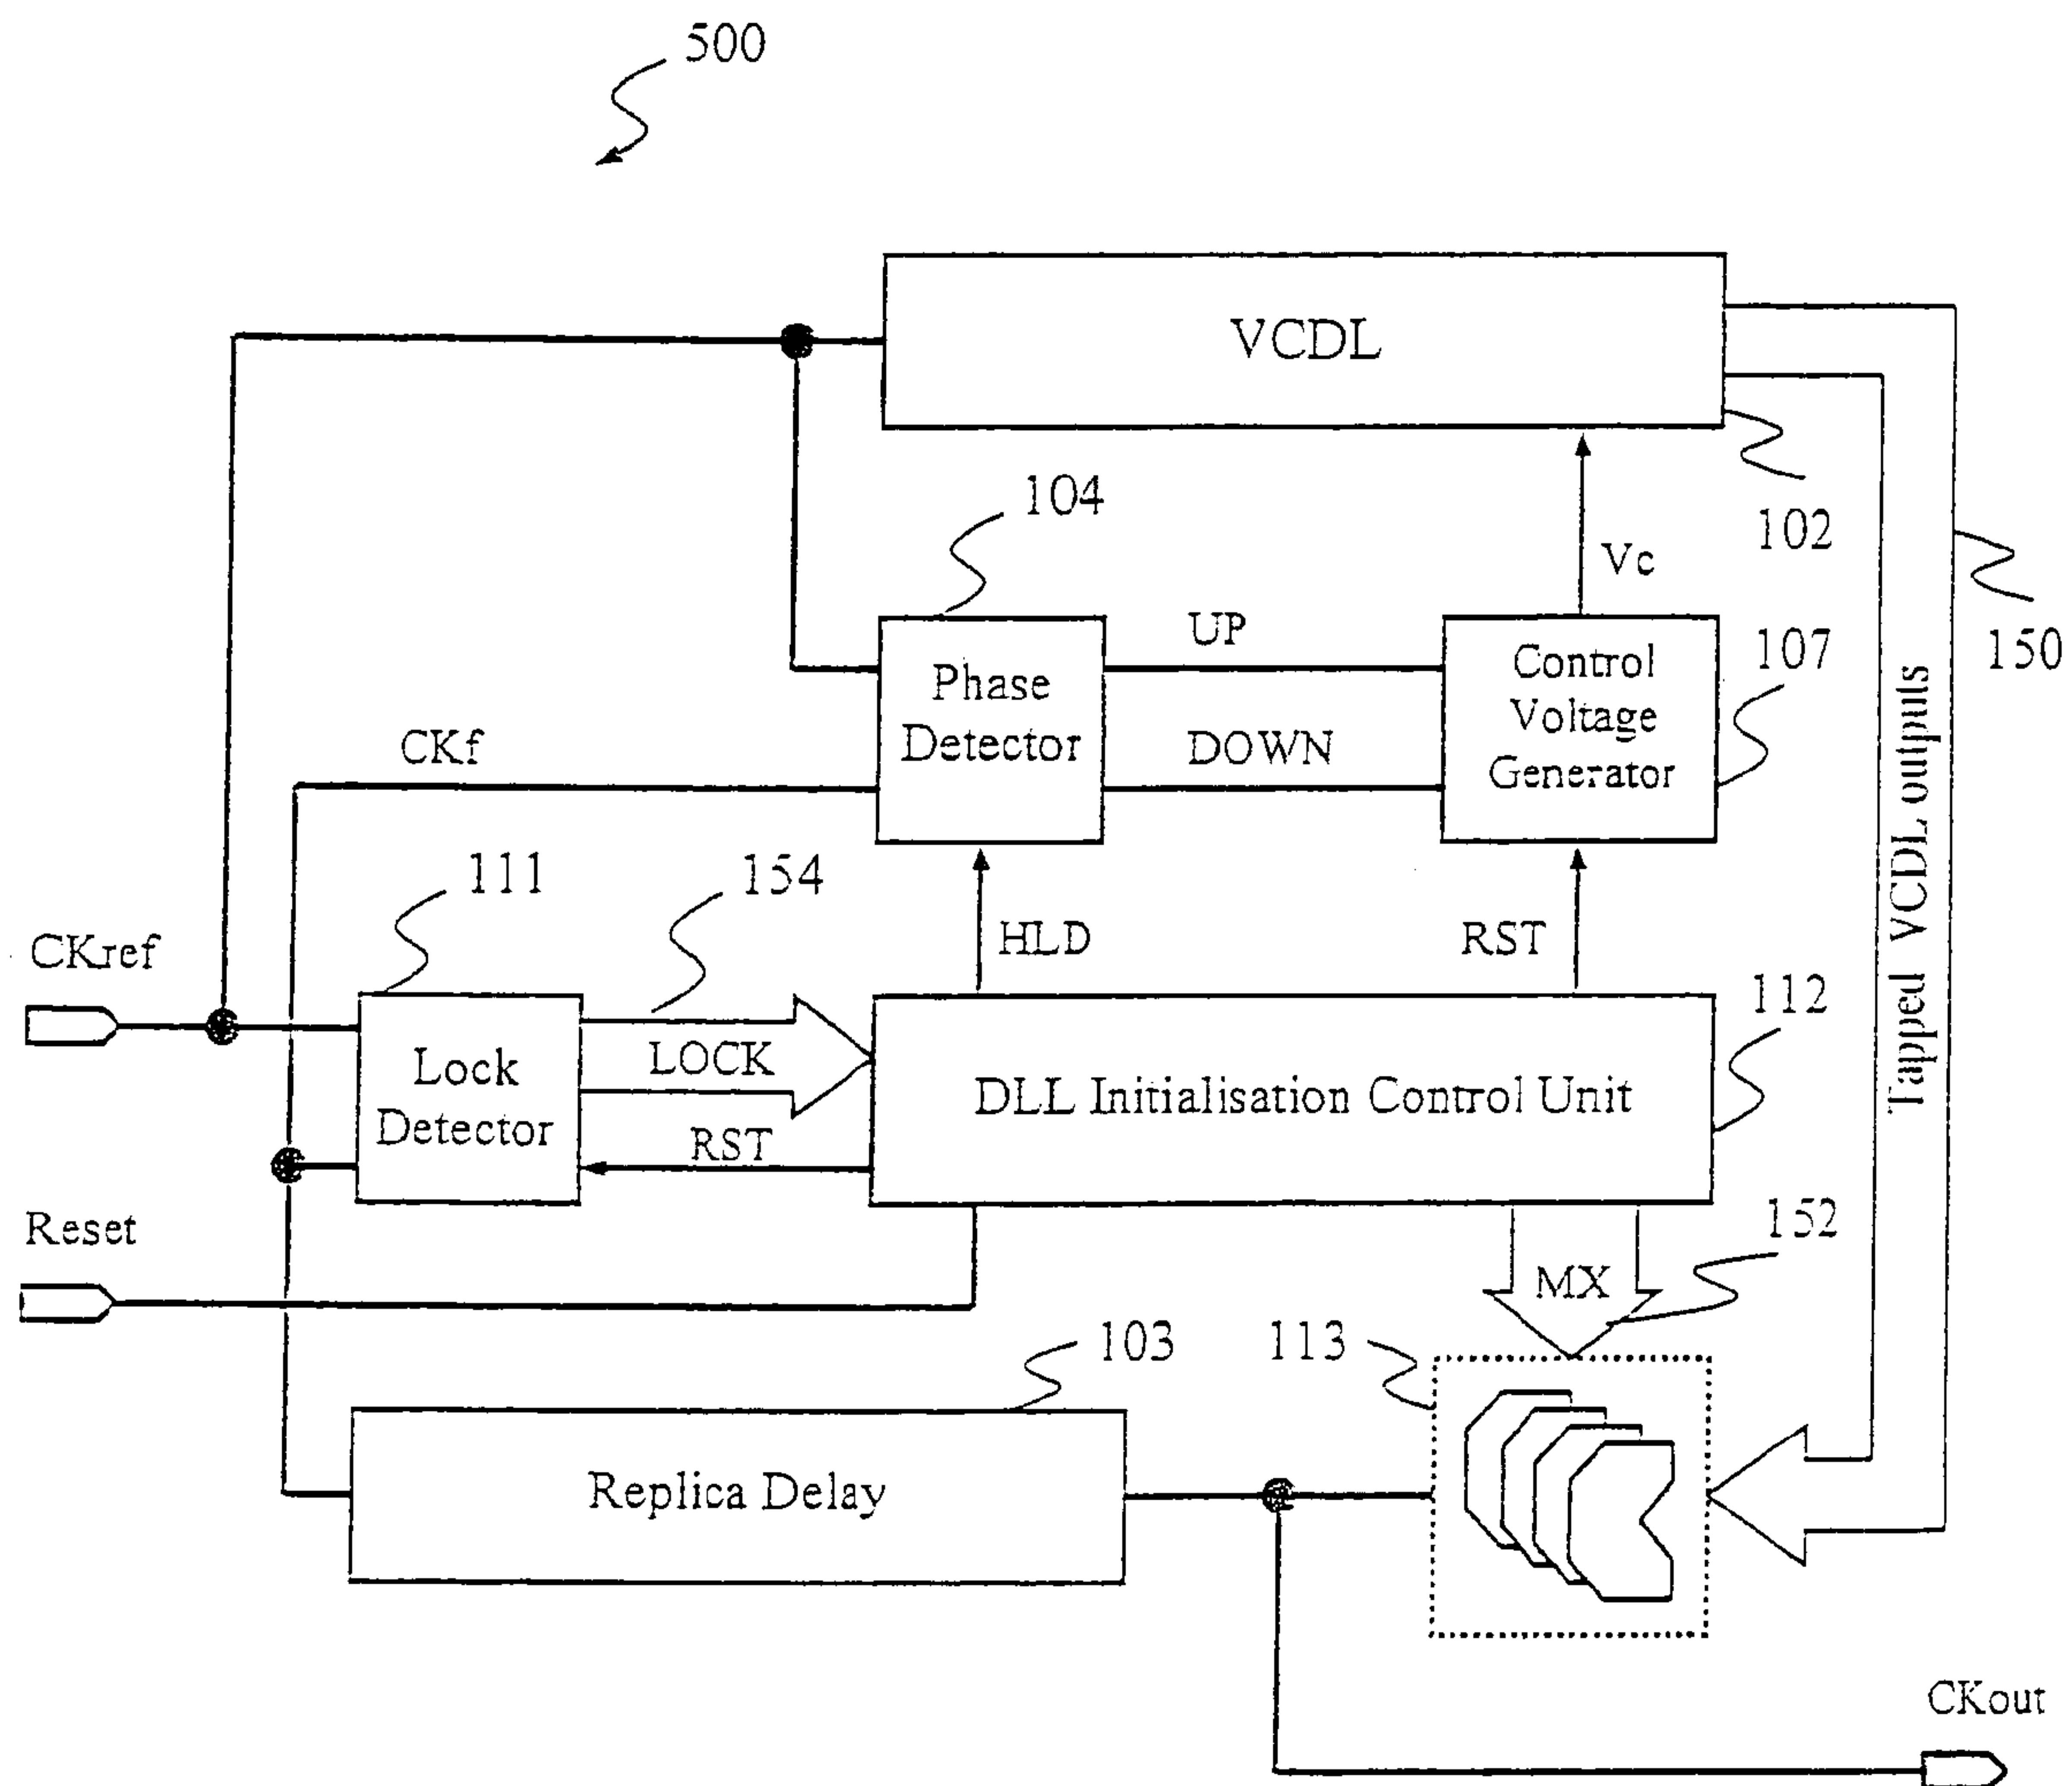 500
VCDL
102
104
Vc
150
UP
Phase
Detector
DOWN
Control
Voltage
Generator
107
CKf
111
154
HLD
RST
Tapped VCDL outputs
CKref
Lock
Detector
LOCK
RST
DLL Initialisation Control Unit
112
Reset
MX
152
103
113
Replica Delay
CKout